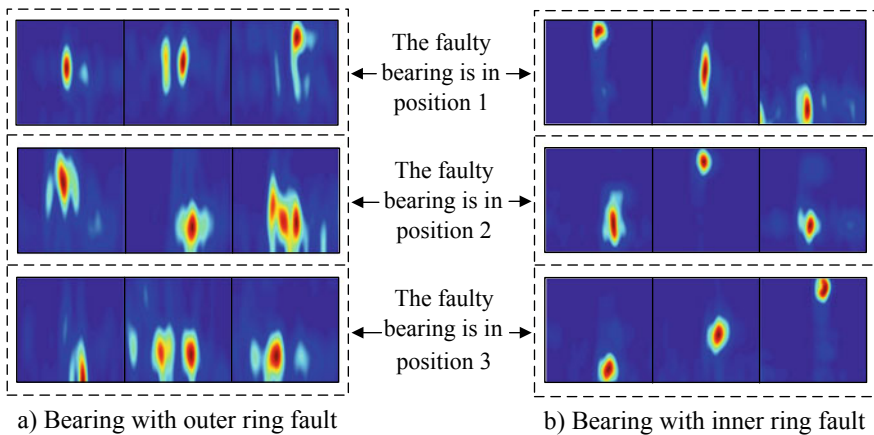 The faulty
bearing is in
position 1
The faulty
bearing is in
position 2
The faulty
bearing is in
position 3
a) Bearing with outer ring fault
b) Bearing with inner ring fault